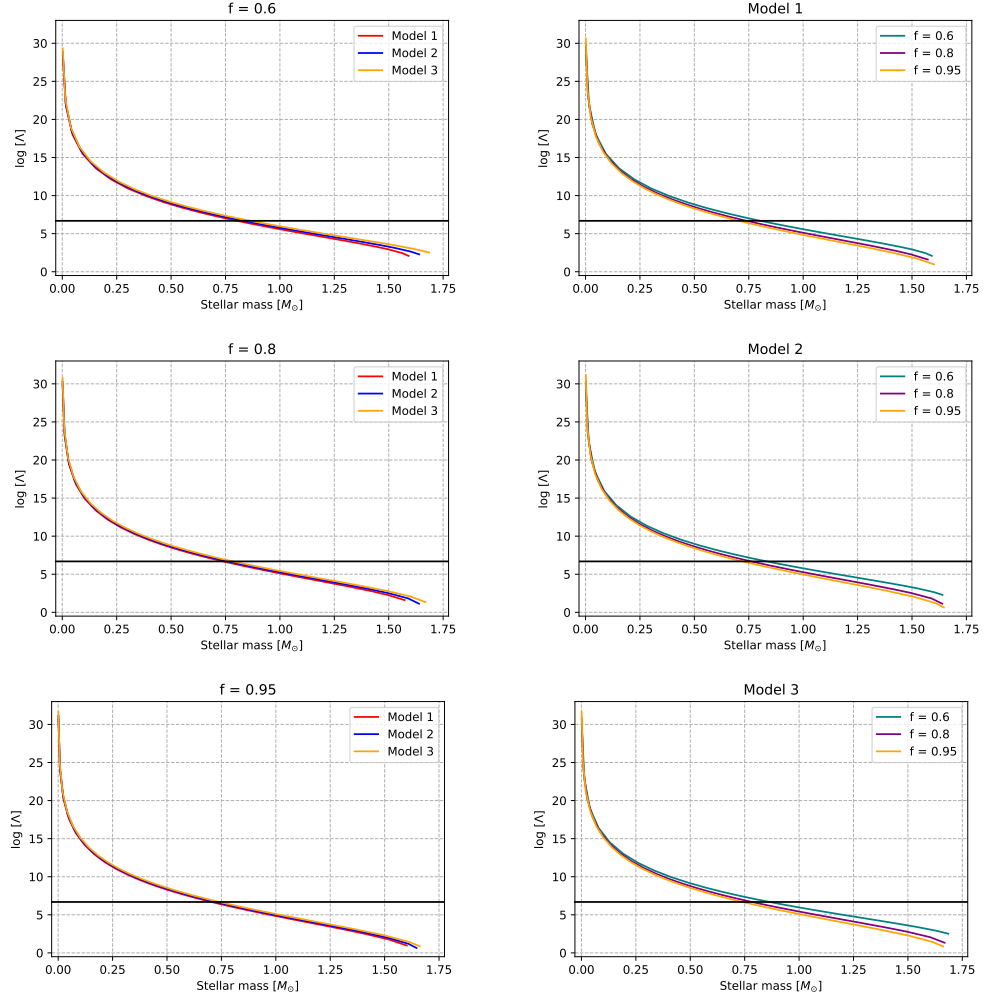 f = 0.6
log [Λ]
30
25
20
15
10
5
0
Model 1
Model 2
Model 3
0.00 0.25 0.50 0.75 1.00 1.25 1.50 1.75
Stellar mass [M⊙]
Model 1
log [Λ]
30
25
20
15
10
5
0
f = 0.6
f = 0.8
f = 0.95
0.00 0.25 0.50 0.75 1.00 1.25 1.50 1.75
Stellar mass [M⊙]
f = 0.8
log [Λ]
30
25
20
15
10
5
0
Model 1
Model 2
Model 3
0.00 0.25 0.50 0.75 1.00 1.25 1.50 1.75
Stellar mass [M⊙]
Model 2
log [Λ]
30
25
20
15
10
5
0
f = 0.6
f = 0.8
f = 0.95
0.00 0.25 0.50 0.75 1.00 1.25 1.50 1.75
Stellar mass [M⊙]
f = 0.95
log [Λ]
30
25
20
15
10
5
0
Model 1
Model 2
Model 3
0.00 0.25 0.50 0.75 1.00 1.25 1.50 1.75
Stellar mass [M⊙]
Model 3
log [Λ]
30
25
20
15
10
5
0
f = 0.6
f = 0.8
f = 0.95
0.00 0.25 0.50 0.75 1.00 1.25 1.50 1.75
Stellar mass [M⊙]